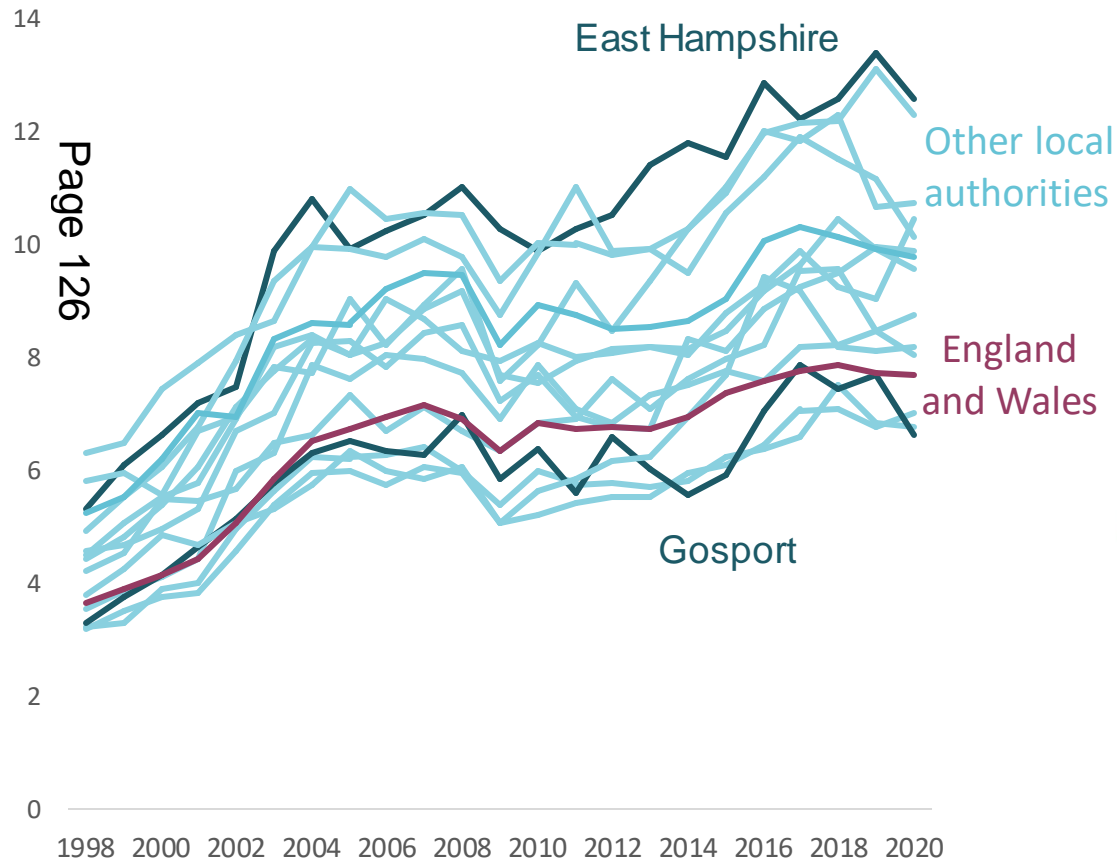 14
East Hampshire
12
Page 126
Other local
authorities
10
8
England
and Wales
6
Gosport
4
2
0
1998 2000 2002 2004 2006 2008 2010 2012 2014 2016 2018 2020